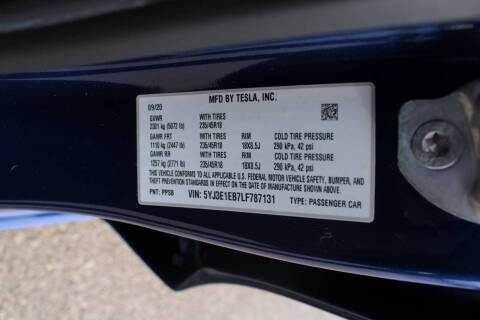 MFD BY TESLA, INC.
09/20
GVWR WITH TIRES
2301 kg (5072 lb) 235/45R18
GAWR FRT WITH TIRES RIM COLD TIRE PRESSURE
1110 kg (2447 lb) 235/45R18 18X8.5J 290 kPa, 42 psi
GAWR RR WITH TIRES RIM COLD TIRE PRESSURE
1257 kg (2771 lb) 235/45R18 18X8.5J 290 kPa, 42 psi
THIS VEHICLE CONFORMS TO ALL APPLICABLE U.S. FEDERAL MOTOR VEHICLE SAFETY, BUMPER, AND
THEFT PREVENTION STANDARDS IN EFFECT ON THE DATE OF MANUFACTURE SHOWN ABOVE.
PNT: PPSB VIN: 5YJ3E1EB7LF787131 TYPE: PASSENGER CAR